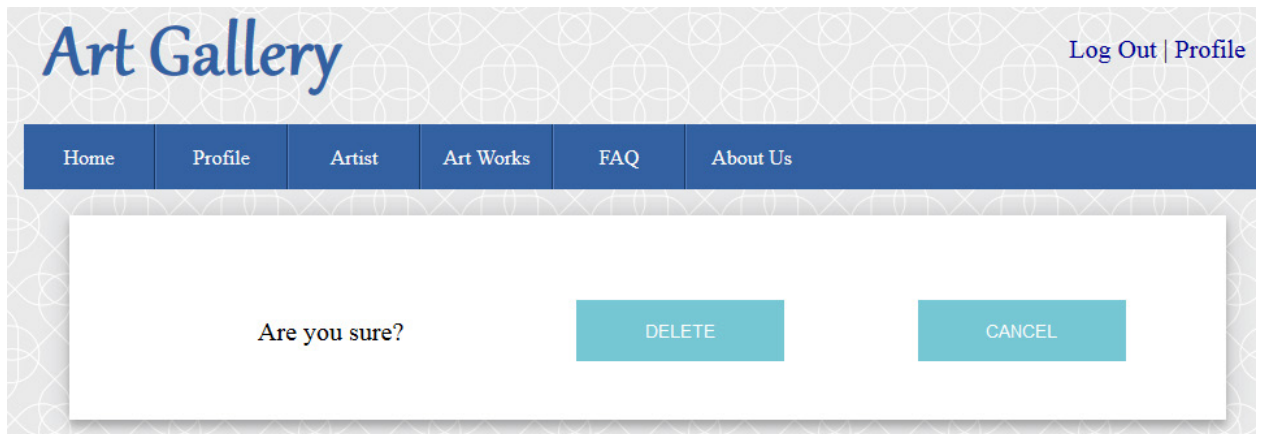 Art Gallery
Log Out | Profile
Home Profile Artist Art Works FAQ About Us
Are you sure? DELETE CANCEL